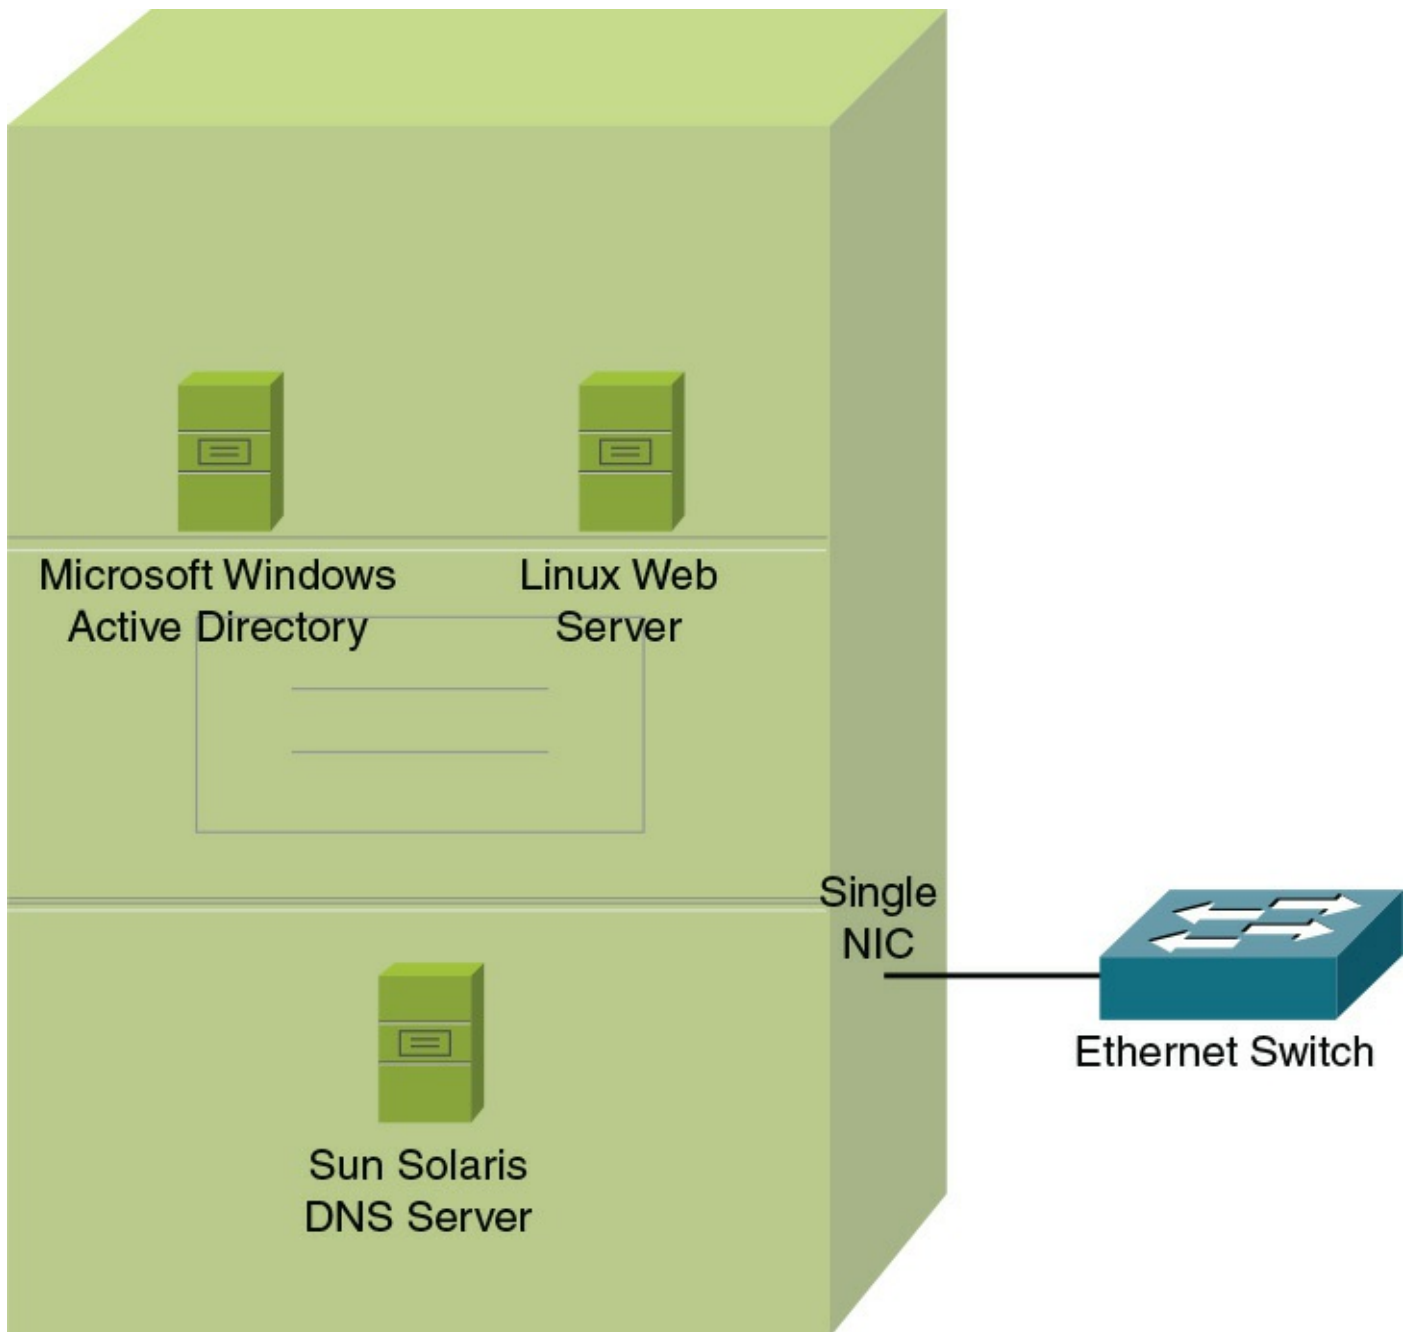 Microsoft Windows
Active Directory
Linux Web
Server
Single
NIC
Ethernet Switch
Sun Solaris
DNS Server